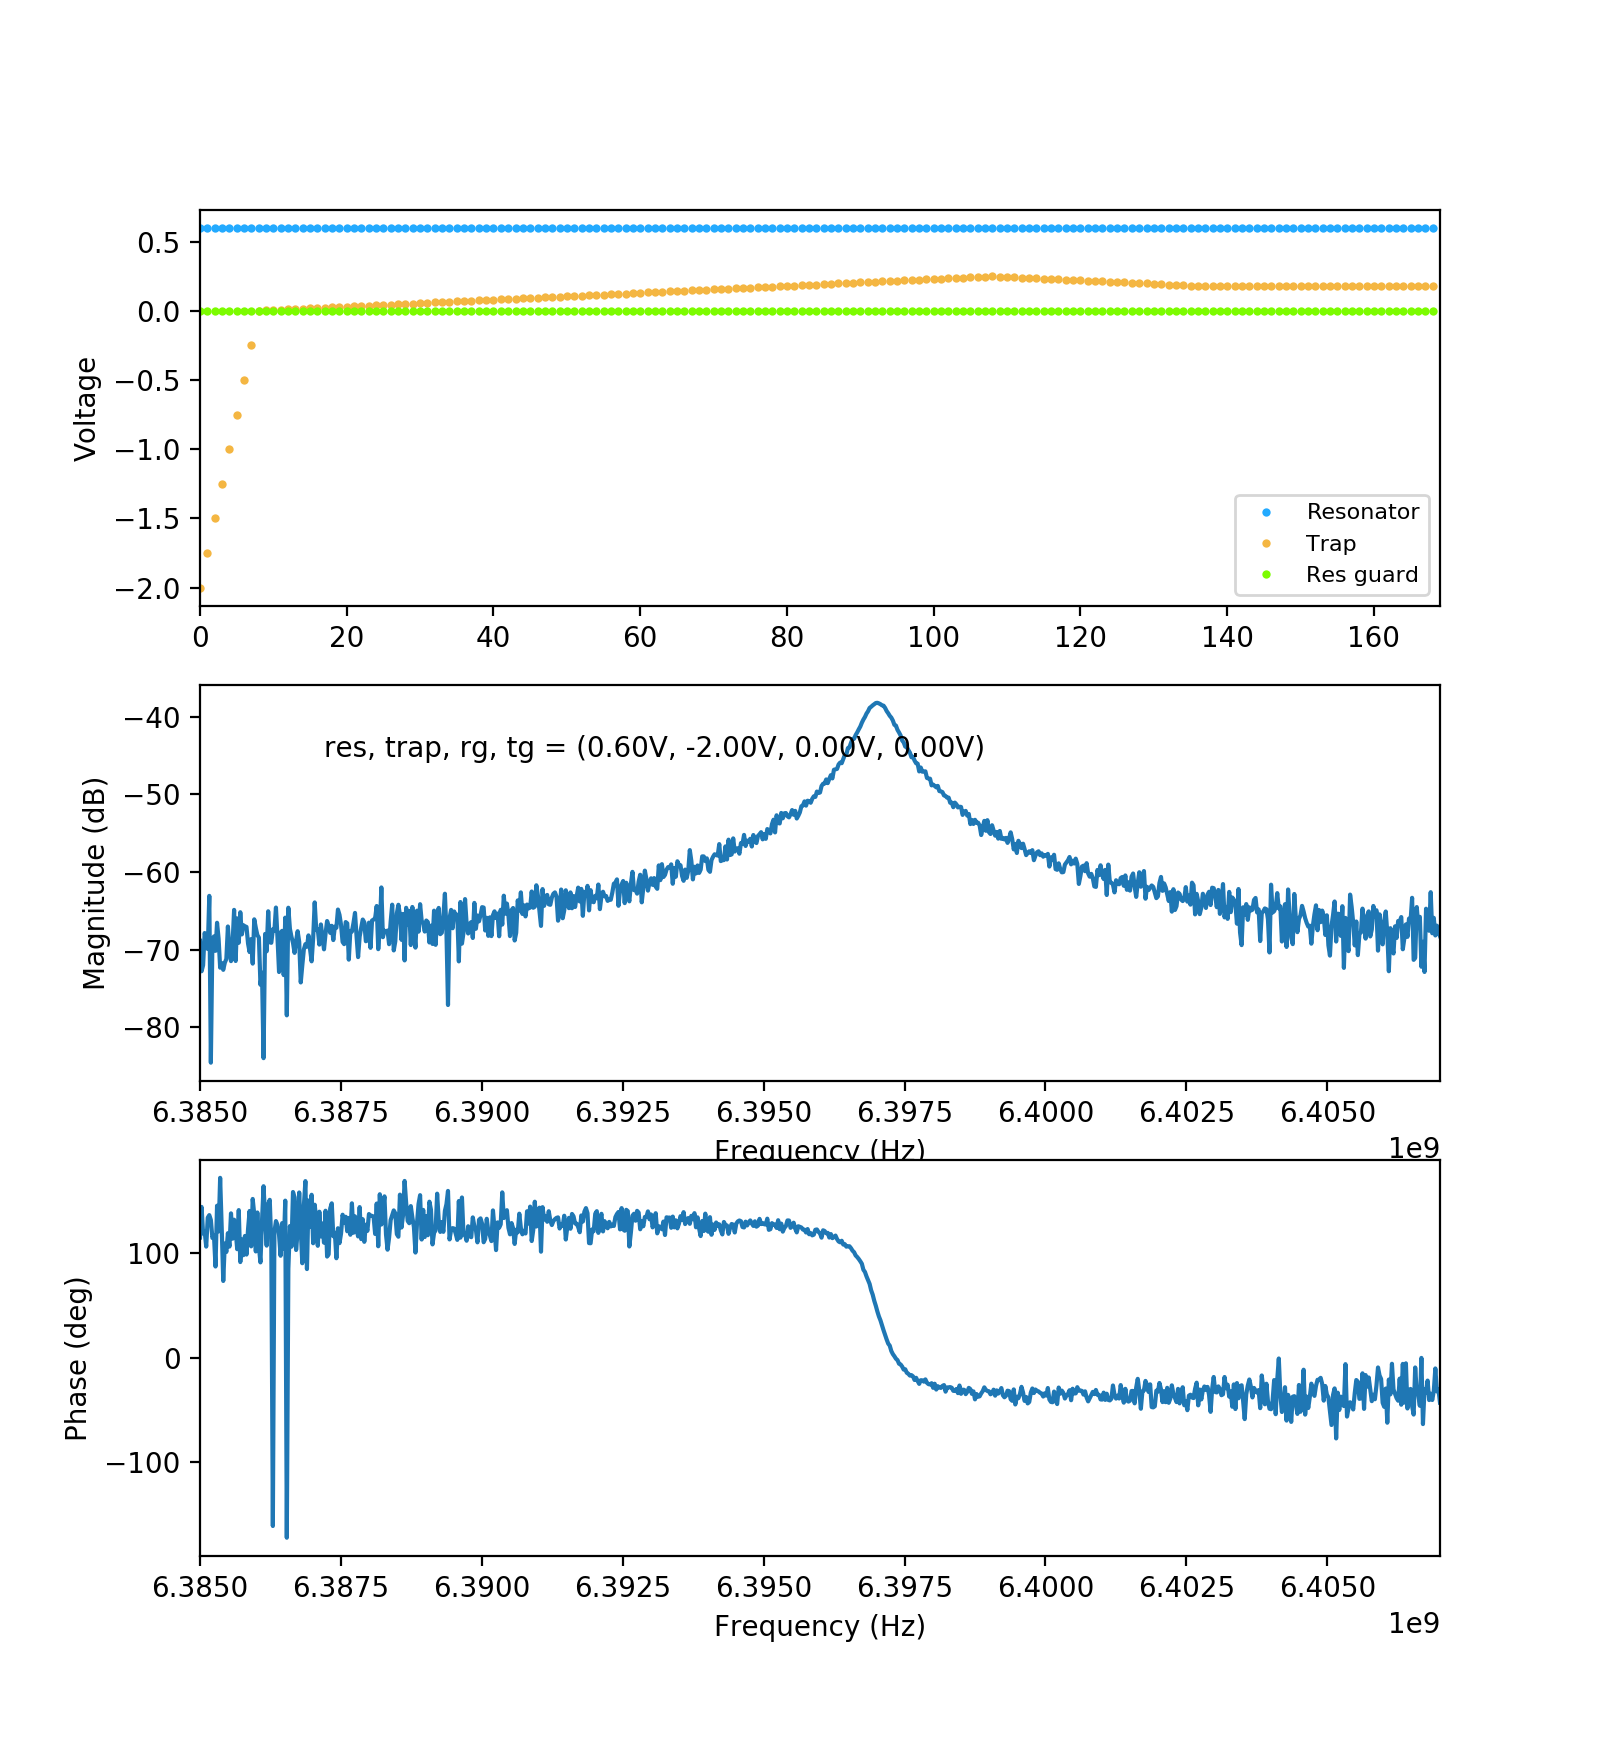 0.5
0.0
−0.5
−1.0
−1.5
−2.0
Voltage
Resonator
Trap
Res guard
0 20 40 60 80 100 120 140 160
−40
−50
−60
−70
−80
Magnitude (dB)
res, trap, rg, tg = (0.60V, -2.00V, 0.00V, 0.00V)
6.3850 6.3875 6.3900 6.3925 6.3950 6.3975 6.4000 6.4025 6.4050
Frequency (Hz)
1e9
100
0
−100
Phase (deg)
6.3850 6.3875 6.3900 6.3925 6.3950 6.3975 6.4000 6.4025 6.4050
Frequency (Hz)
1e9